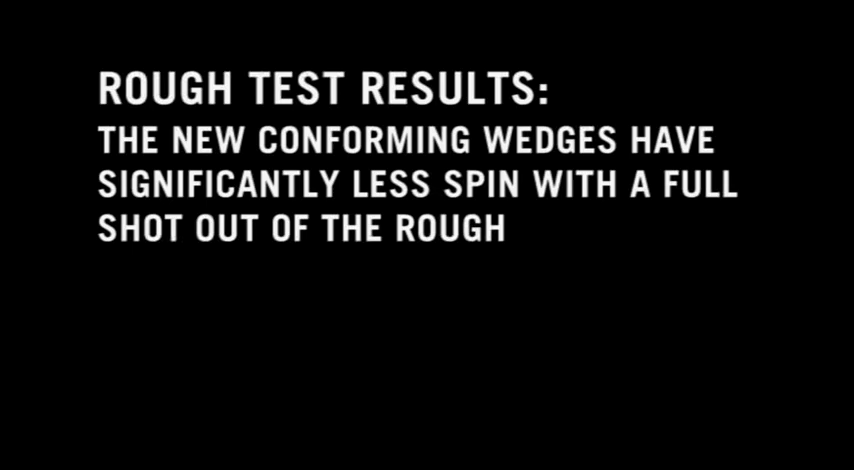 ROUGH TEST RESULTS:
THE NEW CONFORMING WEDGES HAVE
SIGNIFICANTLY LESS SPIN WITH A FULL
SHOT OUT OF THE ROUGH